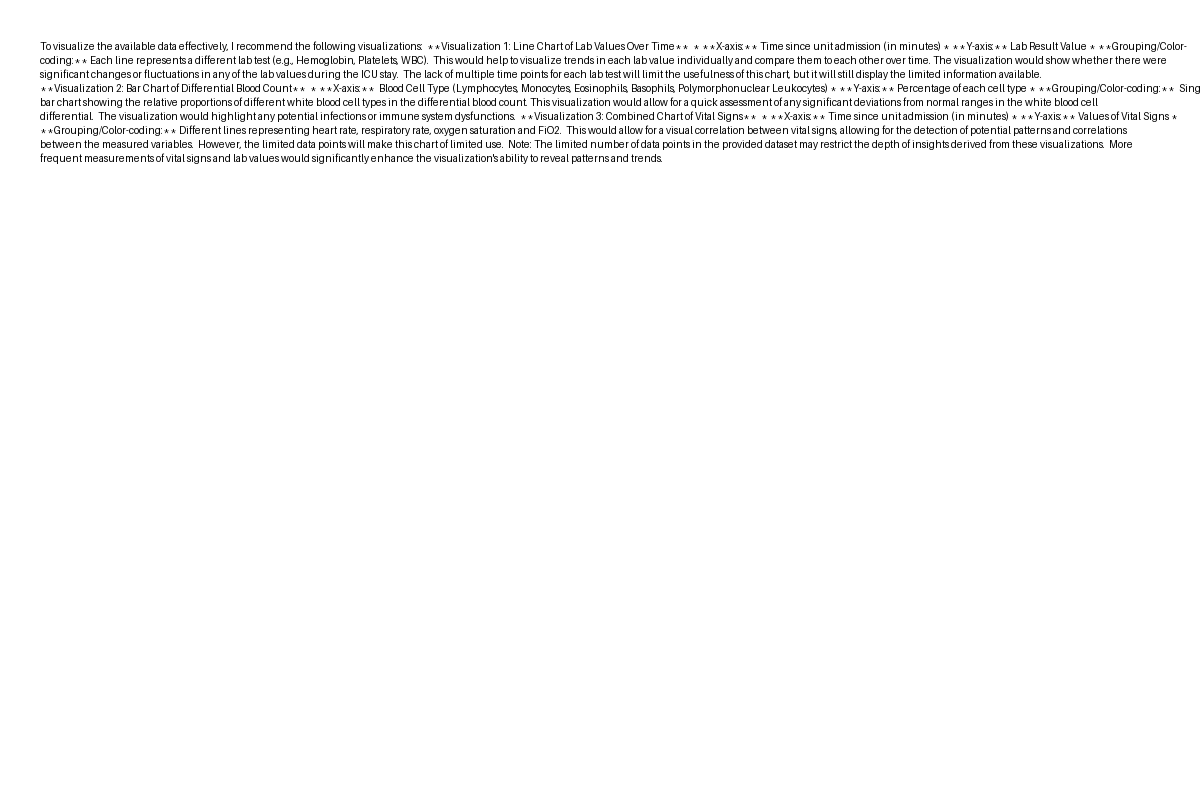 To visualize the available data effectively, I recommend the following visualizations:  **Visualization 1: Line Chart of Lab Values Over Time**  * **X-axis:** Time since unit admission (in minutes) * **Y-axis:** Lab Result Value * **Grouping/Color-
coding:** Each line represents a different lab test (e.g., Hemoglobin, Platelets, WBC).  This would help to visualize trends in each lab value individually and compare them to each other over time. The visualization would show whether there were
significant changes or fluctuations in any of the lab values during the ICU stay.  The lack of multiple time points for each lab test will limit the usefulness of this chart, but it will still display the limited information available.
**Visualization 2: Bar Chart of Differential Blood Count**  * **X-axis:**  Blood Cell Type (Lymphocytes, Monocytes, Eosinophils, Basophils, Polymorphonuclear Leukocytes) * **Y-axis:** Percentage of each cell type * **Grouping/Color-coding:**  Sing
bar chart showing the relative proportions of different white blood cell types in the differential blood count. This visualization would allow for a quick assessment of any significant deviations from normal ranges in the white blood cell
differential.  The visualization would highlight any potential infections or immune system dysfunctions.  **Visualization 3: Combined Chart of Vital Signs**  * **X-axis:** Time since unit admission (in minutes) * **Y-axis:** Values of Vital Signs *
**Grouping/Color-coding:** Different lines representing heart rate, respiratory rate, oxygen saturation and FiO2.  This would allow for a visual correlation between vital signs, allowing for the detection of potential patterns and correlations
between the measured variables.  However, the limited data points will make this chart of limited use.  Note: The limited number of data points in the provided dataset may restrict the depth of insights derived from these visualizations.  More
frequent measurements of vital signs and lab values would significantly enhance the visualization's ability to reveal patterns and trends.